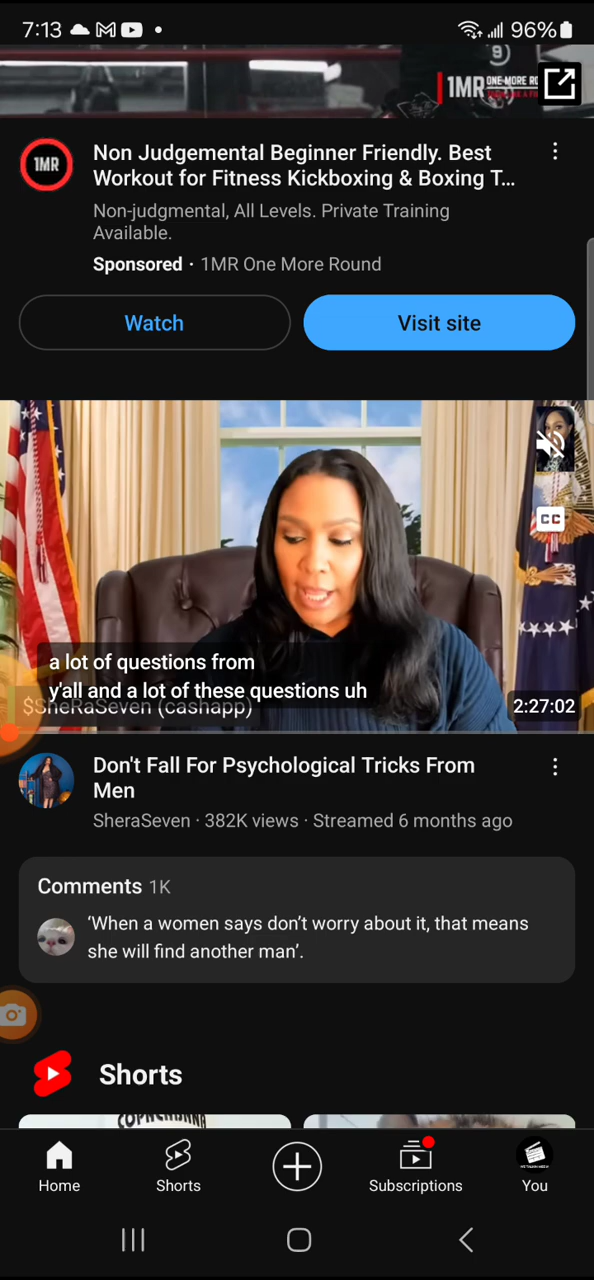 7:13
96%
1MR ONE MORE RO
1MR
Non Judgemental Beginner Friendly. Best
Workout for Fitness Kickboxing & Boxing T...
Non-judgmental, All Levels. Private Training
Available.
Sponsored · 1MR One More Round
Watch
Visit site
CC
a lot of questions from
y'all and a lot of these questions uh
$SheRaSeven (cashapp)
2:27:02
Don't Fall For Psychological Tricks From
Men
SheraSeven · 382K views · Streamed 6 months ago
Comments 1K
‘When a women says don’t worry about it, that means
she will find another man’.
Shorts
Home
Shorts
Subscriptions
You